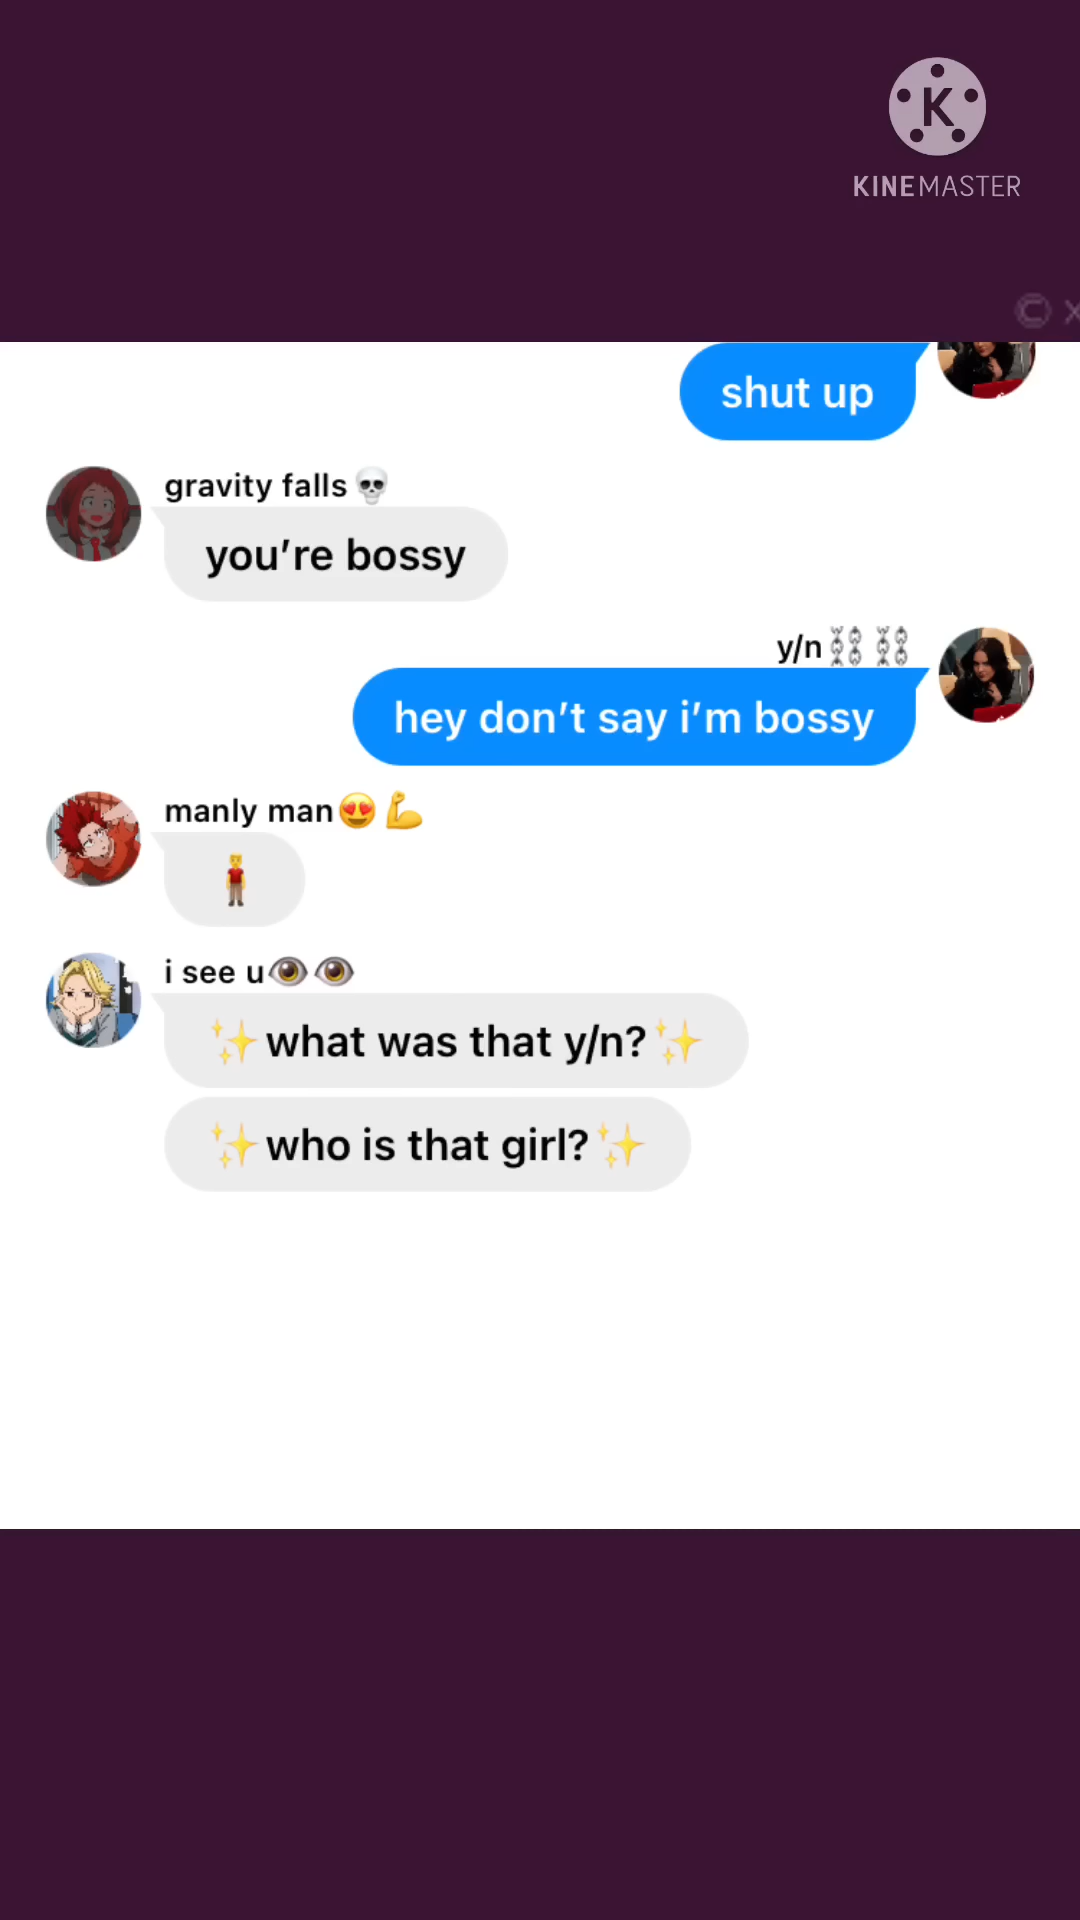 K
KINEMASTER
©
shut up
gravity falls💀
you're bossy
y/n⛓️⛓️
hey don't say i'm bossy
manly man😍💪
🧍‍♂️
i see u👁️👁️
✨what was that y/n?✨
✨who is that girl?✨